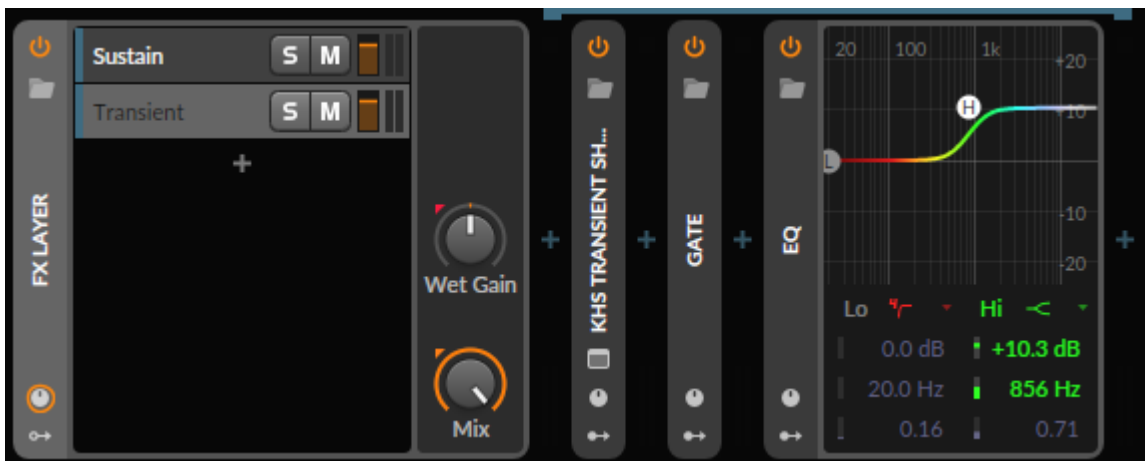 Sustain
S M
Transient
S M
+
FX LAYER
Wet Gain
Mix
+
KHS TRANSIENT SH...
+
GATE
+
EQ
20 100 1k
+20
+10
-10
-20
H
L
Lo Hi
0.0 dB +10.3 dB
20.0 Hz 856 Hz
0.16 0.71
+